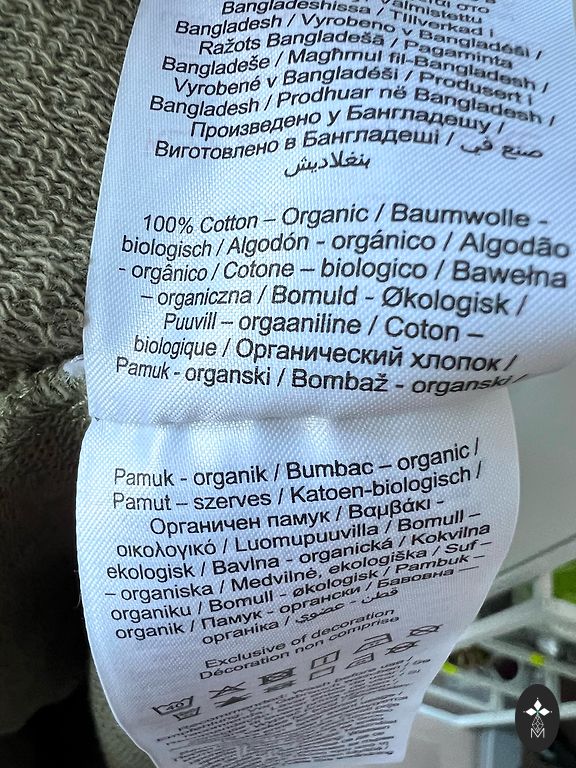 Bangladeshissa / Tillverkad i
Bangladesh / Vyrobeno v Bangladéši /
Ražots Bangladešā / Pagaminta
Bangladeše / Magħmul fil-Bangladesh /
Vyrobené v Bangladéši / Produsert i
Bangladesh / Prodhuar në Bangladesh /
Произведено у Бангладешу /
Виготовлено в Бангладеші / صنع في
بنغلاديش
100% Cotton – Organic / Baumwolle -
biologisch / Algodón - orgánico / Algodão
- orgânico / Cotone – biologico / Bawełna
– organiczna / Bomuld - Økologisk /
Puuvill – orgaaniline / Coton –
biologique / Органический хлопок /
Pamuk - organski / Bombaž - organski /
Pamuk - organik / Bumbac – organic /
Pamut – szerves / Katoen-biologisch /
Органичен памук / Βαμβάκι -
οικολογικό / Luomupuuvilla / Bomull –
ekologisk / Bavlna - organická / Kokvilna
– organiska / Medvilnė, ekologiška / Suf –
organiku / Bomull - økologisk / Pambuk –
organik / Памук - органски / Бавовна –
органіка / قطن - عضوي
Exclusive of decoration
Décoration non comprise
40
M